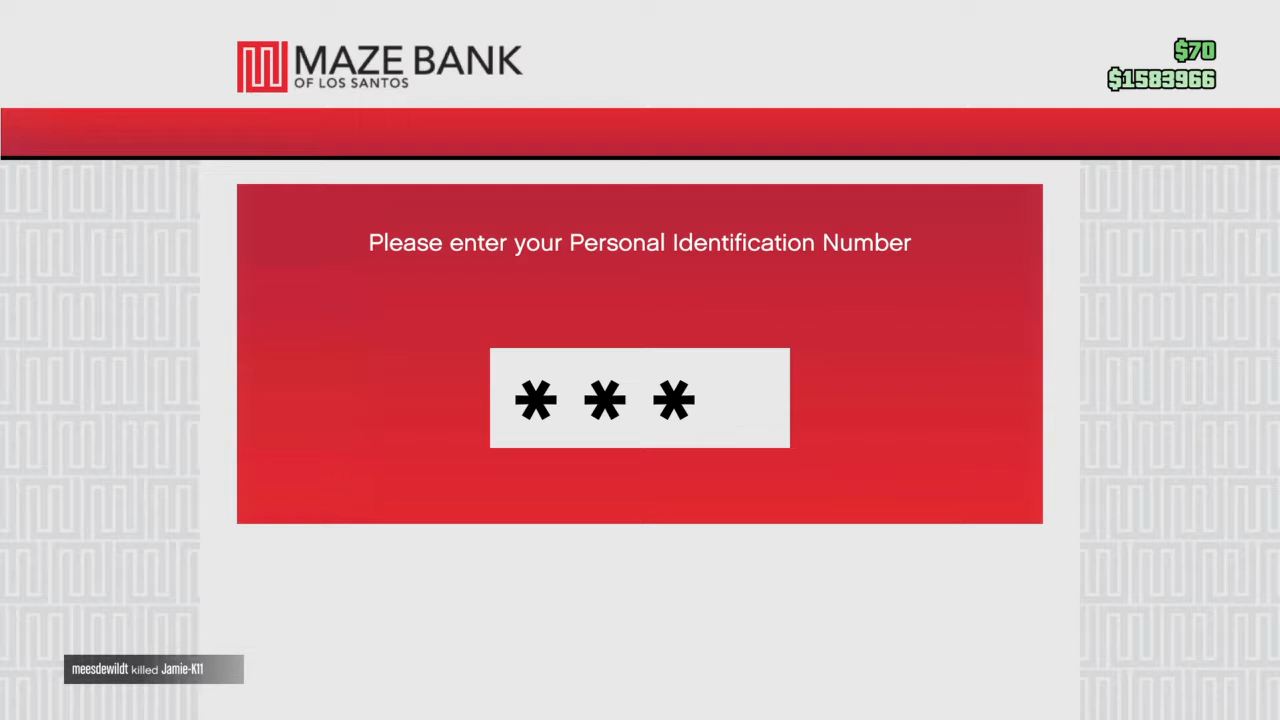 MAZE BANK
OF LOS SANTOS
$70
$1583966
Please enter your Personal Identification Number
* * *
meesdewildt killed Jamie-K11